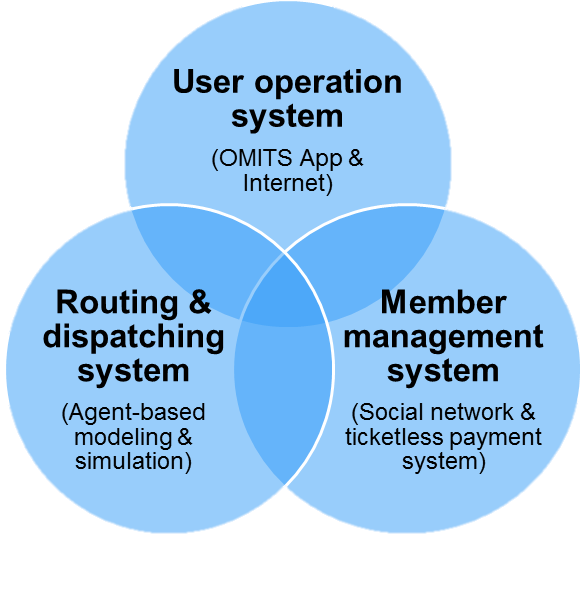 User operation
system
(OMITS App &
Internet)
Routing &
dispatching
system
(Agent-based
modeling &
simulation)
Member
management
system
(Social network &
ticketless payment
system)